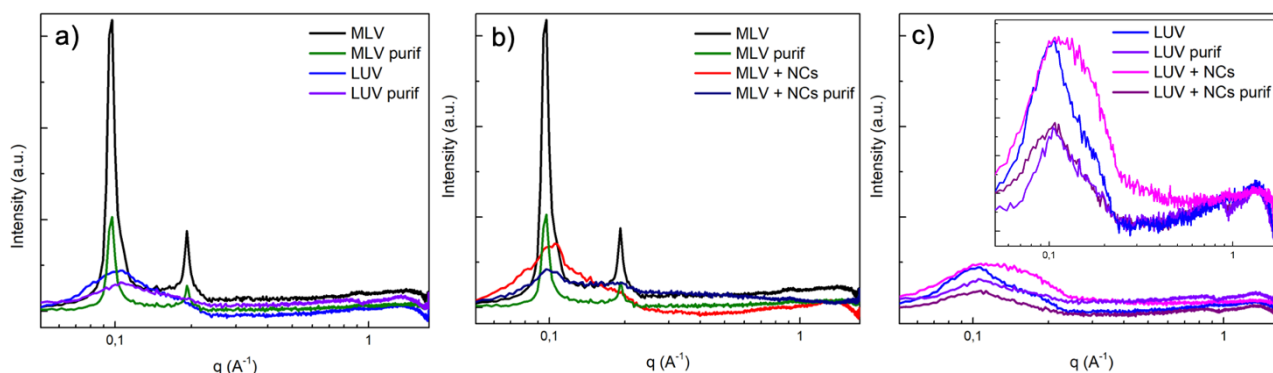 a)
MLV
MLV purif
LUV
LUV purif
Intensity (a.u.)
0,1
1
q (A⁻¹)
b)
MLV
MLV purif
MLV + NCs
MLV + NCs purif
Intensity (a.u.)
0,1
1
q (A⁻¹)
c)
LUV
LUV purif
LUV + NCs
LUV + NCs purif
0,1
1
Intensity (a.u.)
0,1
1
q (A⁻¹)